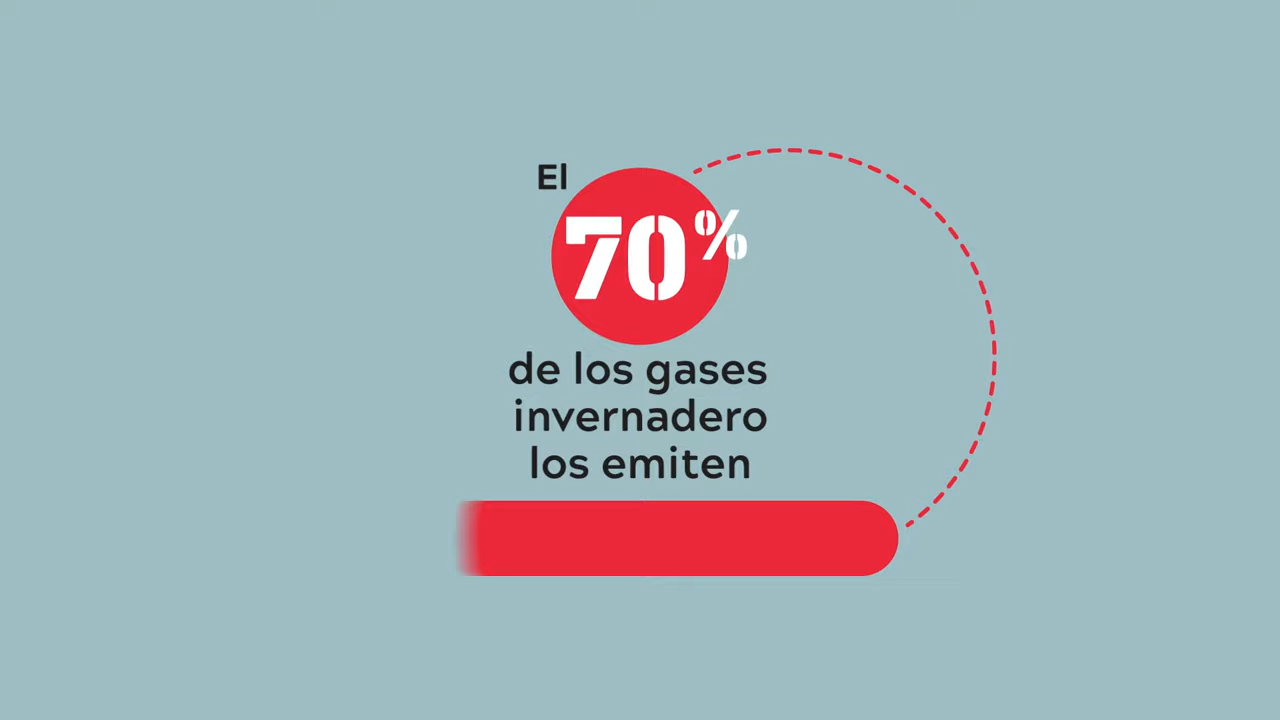 El
70%
de los gases
invernadero
los emiten